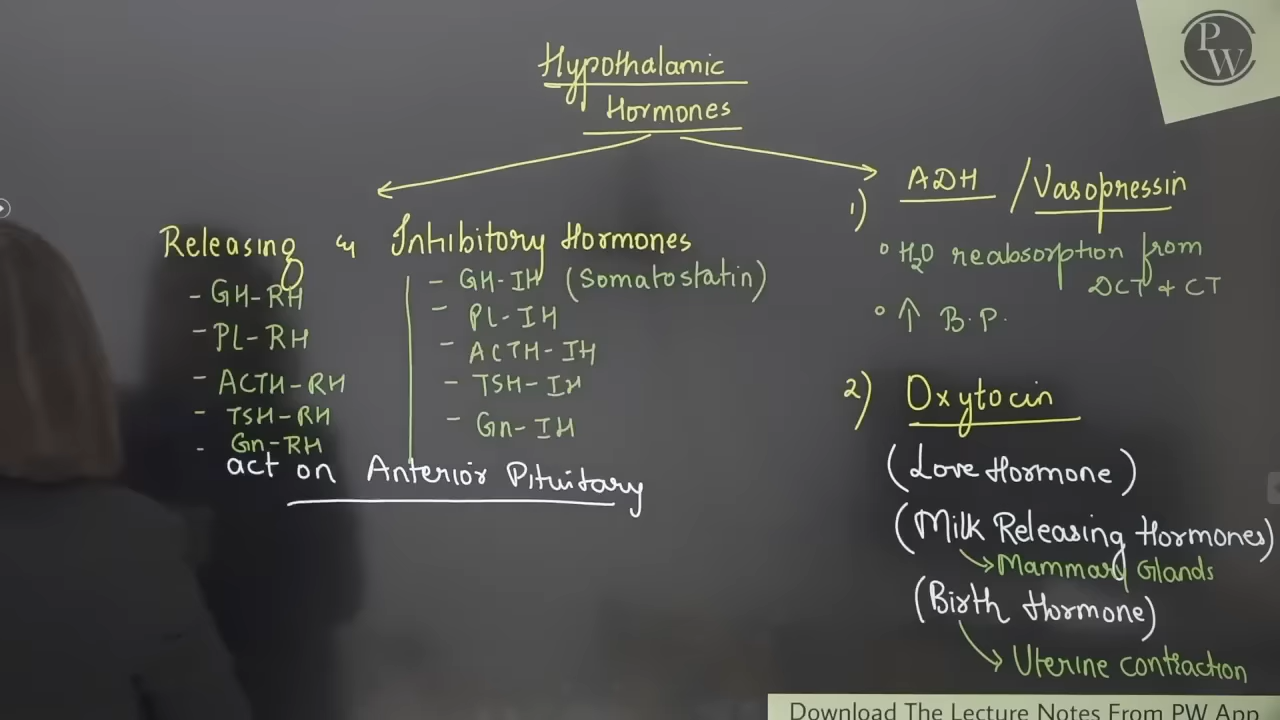 PW
Hypothalamic
Hormones
Releasing & Inhibitory Hormones
- GH-RH
- PL-RH
- ACTH-RH
- TSH-RH
- Gn-RH
- GH-IH (Somatostatin)
- PL-IH
- ACTH-IH
- TSH-IH
- Gn-IH
act on Anterior Pituitary
1) ADH / Vasopressin
° H₂O reabsorption from
DCT & CT
° ↑ B.P.
2) Oxytocin
(Love Hormone)
(Milk Releasing Hormones)
→ Mammary Glands
(Birth Hormone)
→ Uterine contraction
Download The Lecture Notes From PW App